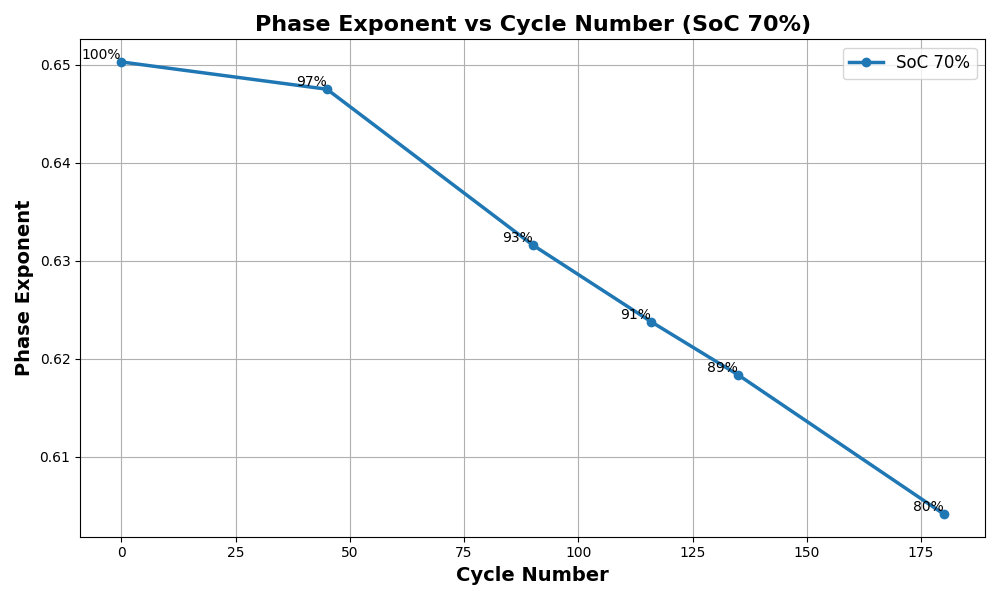 Phase Exponent vs Cycle Number (SoC 70%)
SoC 70%
100%
97%
93%
91%
89%
80%
0.65
0.64
0.63
0.62
0.61
Phase Exponent
0 25 50 75 100 125 150 175
Cycle Number